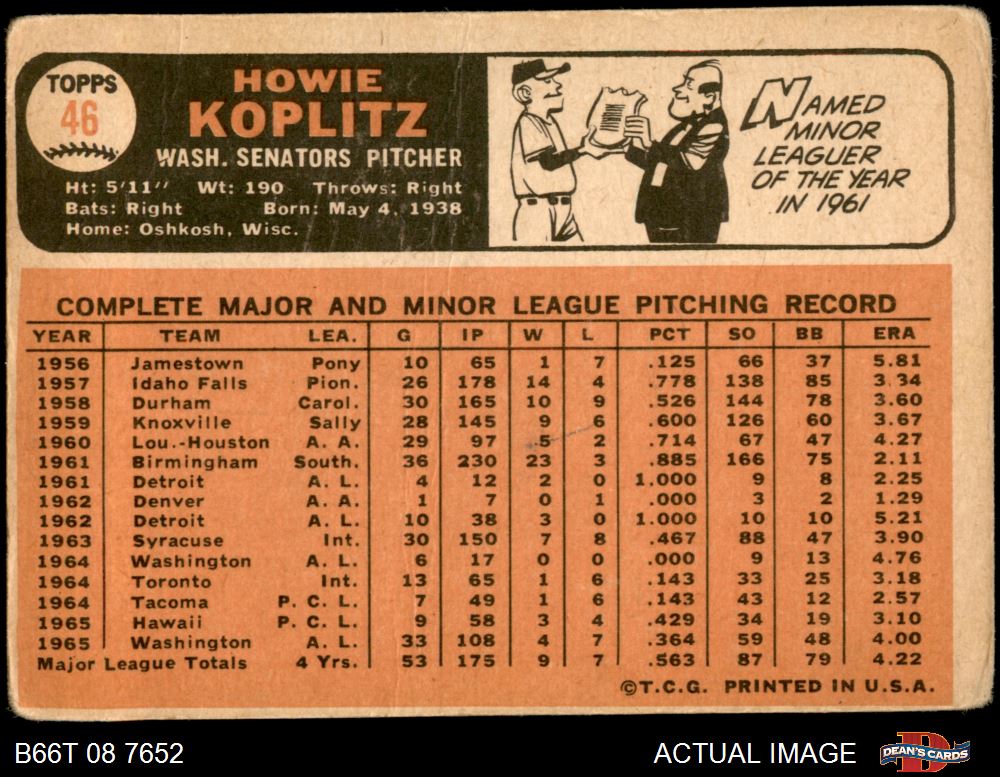 TOPPS
46
HOWIE
KOPLITZ
WASH. SENATORS PITCHER
Ht: 5'11" Wt: 190 Throws: Right
Bats: Right Born: May 4, 1938
Home: Oshkosh, Wisc.
NAMED
MINOR
LEAGUER
OF THE YEAR
IN 1961
COMPLETE MAJOR AND MINOR LEAGUE PITCHING RECORD
YEAR TEAM LEA. G IP W L PCT SO BB ERA
1956 Jamestown Pony 10 65 1 7 .125 66 37 5.81
1957 Idaho Falls Pion. 26 178 14 4 .778 138 85 3.34
1958 Durham Carol. 30 165 10 9 .526 144 78 3.60
1959 Knoxville Sally 28 145 9 6 .600 126 60 3.67
1960 Lou.-Houston A. A. 29 97 5 2 .714 67 47 4.27
1961 Birmingham South. 36 230 23 3 .885 166 75 2.11
1961 Detroit A. L. 4 12 2 0 1.000 9 8 2.25
1962 Denver A. A. 1 7 0 1 .000 3 2 1.29
1962 Detroit A. L. 10 38 3 0 1.000 10 10 5.21
1963 Syracuse Int. 30 150 7 8 .467 88 47 3.90
1964 Washington A. L. 6 17 0 0 .000 9 13 4.76
1964 Toronto Int. 13 65 1 6 .143 33 25 3.18
1964 Tacoma P. C. L. 7 49 1 6 .143 43 12 2.57
1965 Hawaii P. C. L. 9 58 3 4 .429 34 19 3.10
1965 Washington A. L. 33 108 4 7 .364 59 48 4.00
Major League Totals 4 Yrs. 53 175 9 7 .563 87 79 4.22
©T.C.G. PRINTED IN U.S.A.
B66T 08 7652
ACTUAL IMAGE
DEAN'S CARDS